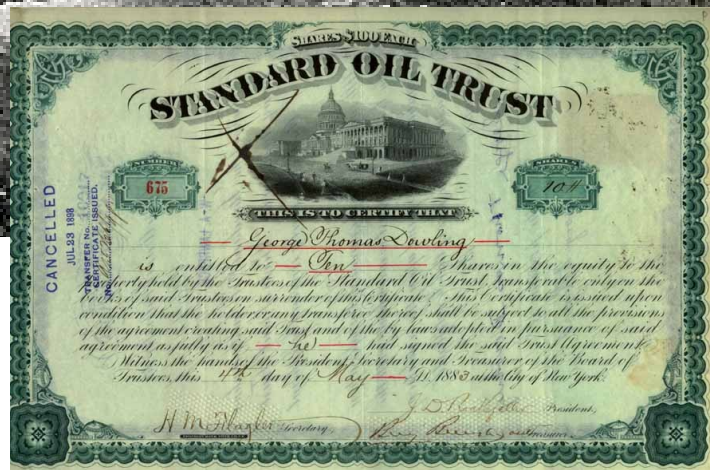 SHARES $100 EACH
STANDARD OIL TRUST
NUMBER
675
SHARES
10
THIS IS TO CERTIFY THAT
George Thomas Dowling
is entitled to Ten Shares in the equity to the
property held by the Trustees of the Standard Oil Trust, transferable only on the
books of said Trustees on surrender of this Certificate. This Certificate is issued upon
condition that the holder or any transferee thereof shall be subject to all the provisions
of the agreement creating said Trust and of the by-laws adopted in pursuance of said
agreement as fully as if he had signed the said Trust Agreement.
Witness the hands of the President, Secretary and Treasurer of the Board of
Trustees this 4th day of May A.D. 1883 at the City of New York.
J.D. Rockefeller President,
H M Flagler Secretary.
Treasurer.
CANCELLED
JUL 23 1898
TRANSFER NO.
CERTIFICATE ISSUED.